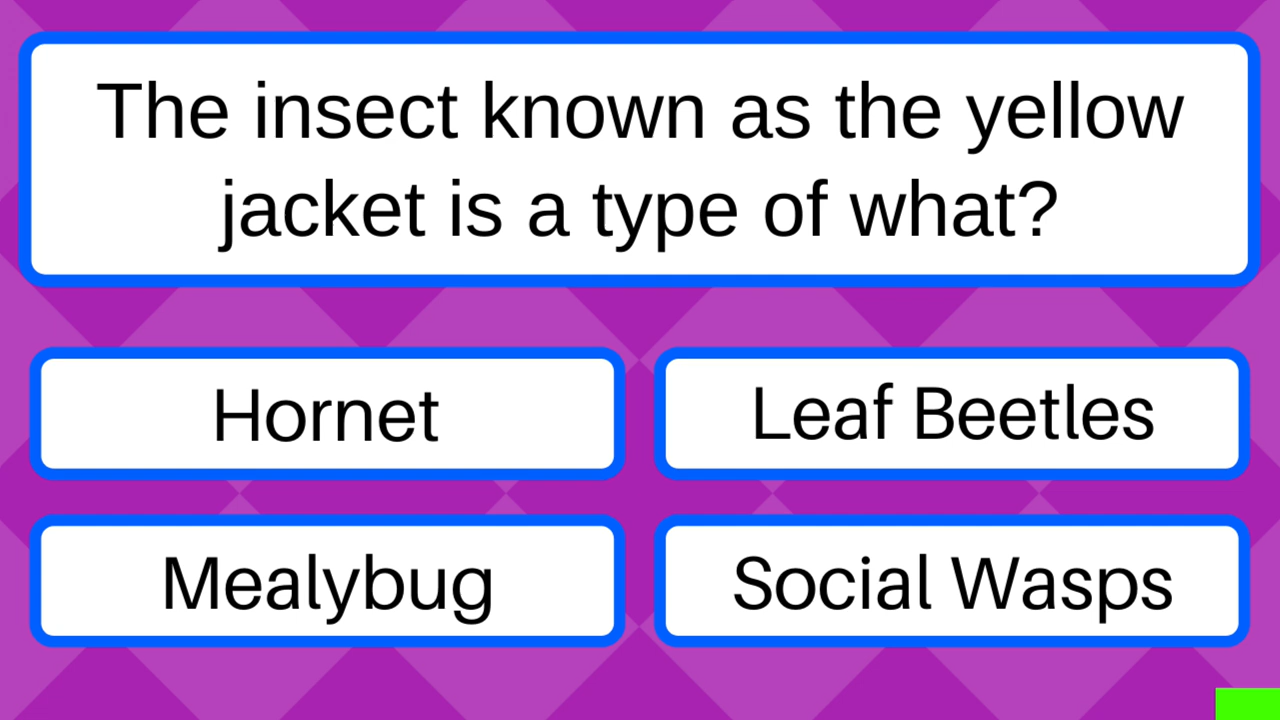 The insect known as the yellow
jacket is a type of what?
Hornet
Leaf Beetles
Mealybug
Social Wasps